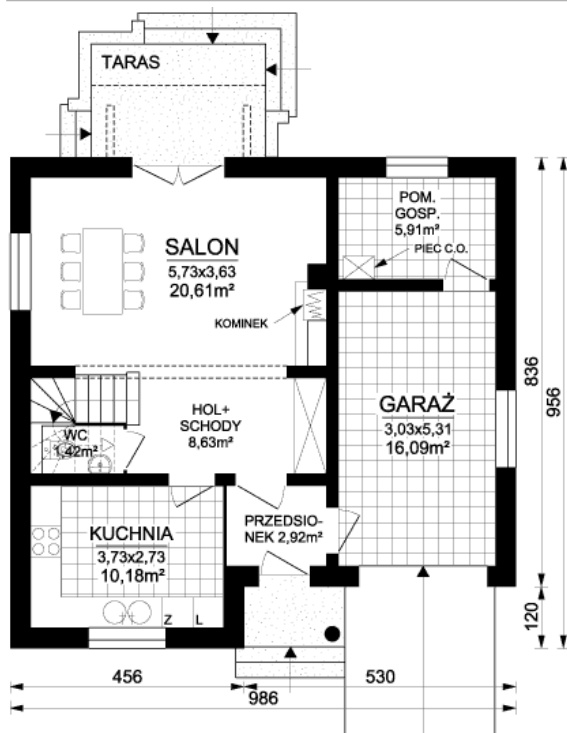 TARAS
POM.
GOSP.
5,91m²
PIEC C.O.
SALON
5,73x3,63
20,61m²
KOMINEK
836
956
HOL+
SCHODY
8,63m²
GARAŻ
3,03x5,31
16,09m²
WC
1,42m²
PRZEDSIO-
NEK 2,92m²
KUCHNIA
3,73x2,73
10,18m²
Z L
120
456
530
986